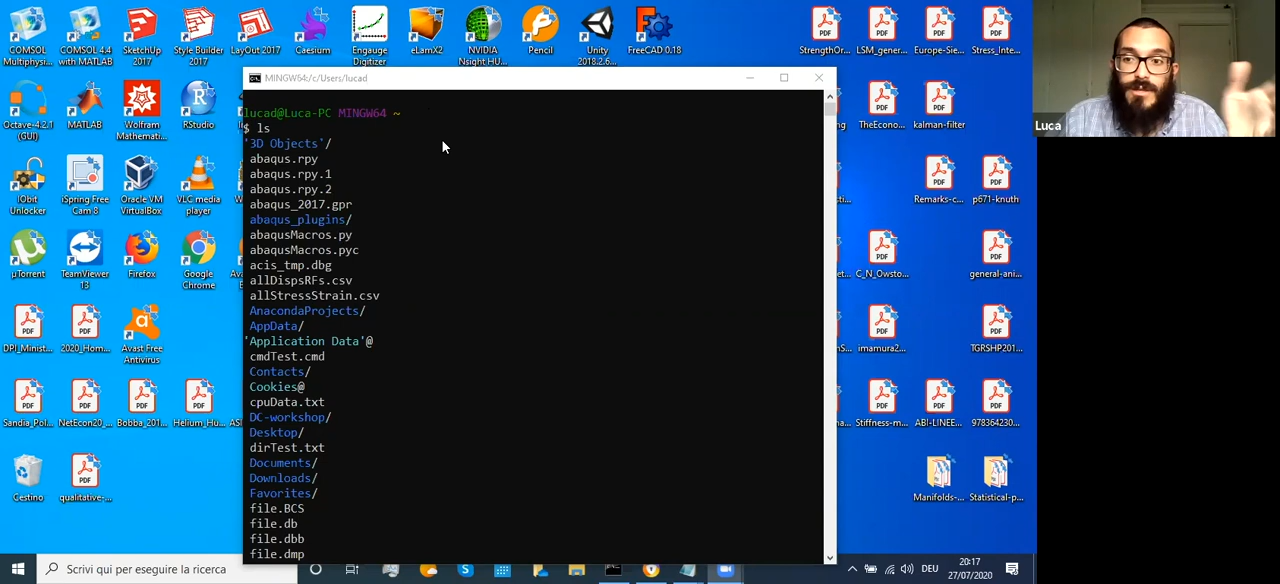 COMSOL Multiphysi...
COMSOL 4.4 with MATLAB
SketchUp 2017
Style Builder 2017
LayOut 2017
Caesium
Engauge Digitizer
eLamX2
NVIDIA Nsight HU...
Pencil
Unity 2018.2.6...
FreeCAD 0.18
StrengthOr...
LSM_gener...
Europe-Sie...
Stress_Inte...
Luca
MINGW64:/c/Users/lucad
lucad@Luca-PC MINGW64 ~
$ ls
'3D Objects'/
abaqus.rpy
abaqus.rpy.1
abaqus.rpy.2
abaqus_2017.gpr
abaqus_plugins/
abaqusMacros.py
abaqusMacros.pyc
acis_tmp.dbg
allDispsRFs.csv
allStressStrain.csv
AnacondaProjects/
AppData/
'Application Data'@
cmdTest.cmd
Contacts/
Cookies@
cpuData.txt
DC-workshop/
Desktop/
dirTest.txt
Documents/
Downloads/
Favorites/
file.BCS
file.db
file.dbb
file.dmp
Octave-4.2.1 (GUI)
MATLAB
Wolfram Mathemati...
RStudio
TheEcono...
kalman-filter
IObit Unlocker
iSpring Free Cam 8
Oracle VM VirtualBox
VLC media player
Remarks-c...
p671-knuth
µTorrent
TeamViewer 13
Firefox
Google Chrome
C_N_Owsto...
general-ani...
DPI_Minist...
2020_Hom...
Avast Free Antivirus
imamura2...
TGRSHP201...
Sandia_Pol...
NetEcon20...
Bobba_201...
Helium_Hu...
Stiffness-m...
ABI-LINEE...
978364230...
Cestino
qualitative-...
Manifolds-...
Statistical-p...
Scrivi qui per eseguire la ricerca
DEU
20:17
27/07/2020